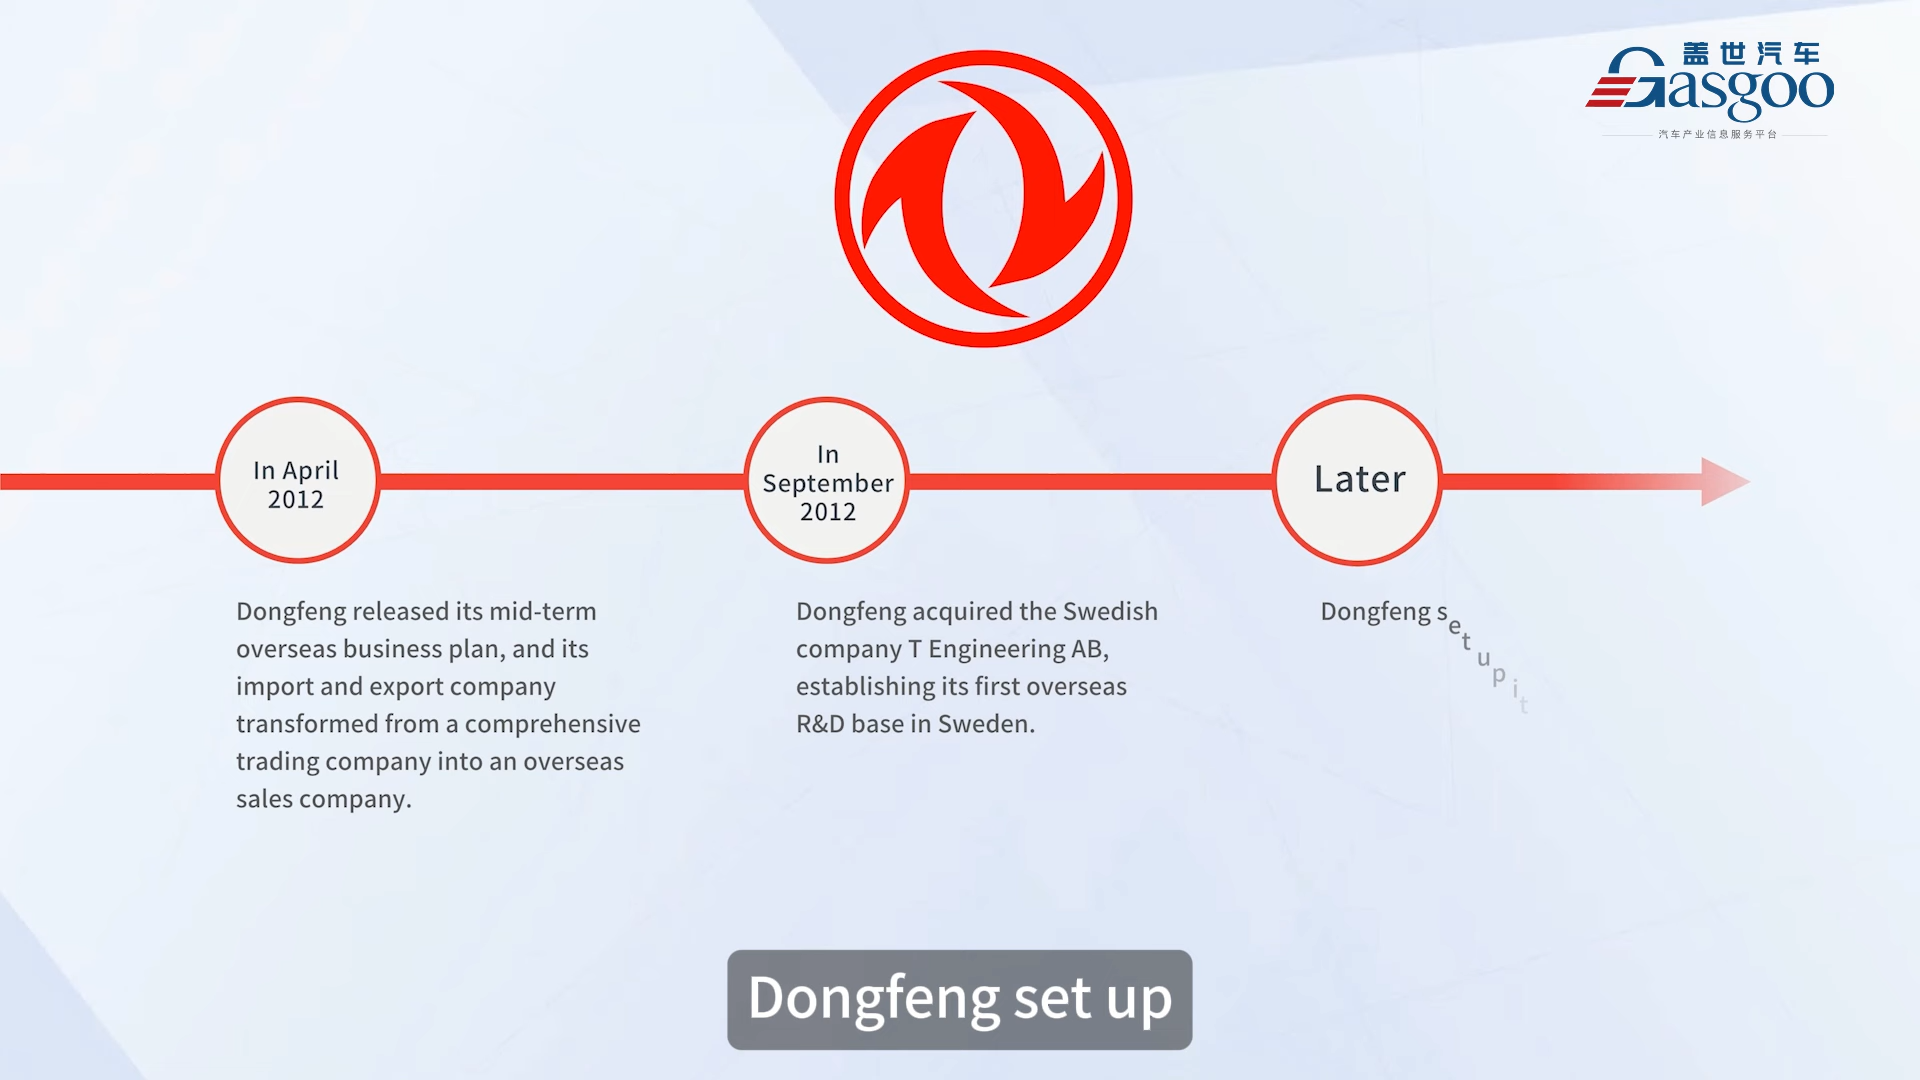 盖世汽车
Gasgoo
汽车产业信息服务平台
In April
2012
In
September
2012
Later
Dongfeng released its mid-term
overseas business plan, and its
import and export company
transformed from a comprehensive
trading company into an overseas
sales company.
Dongfeng acquired the Swedish
company T Engineering AB,
establishing its first overseas
R&D base in Sweden.
Dongfeng set up it
Dongfeng set up